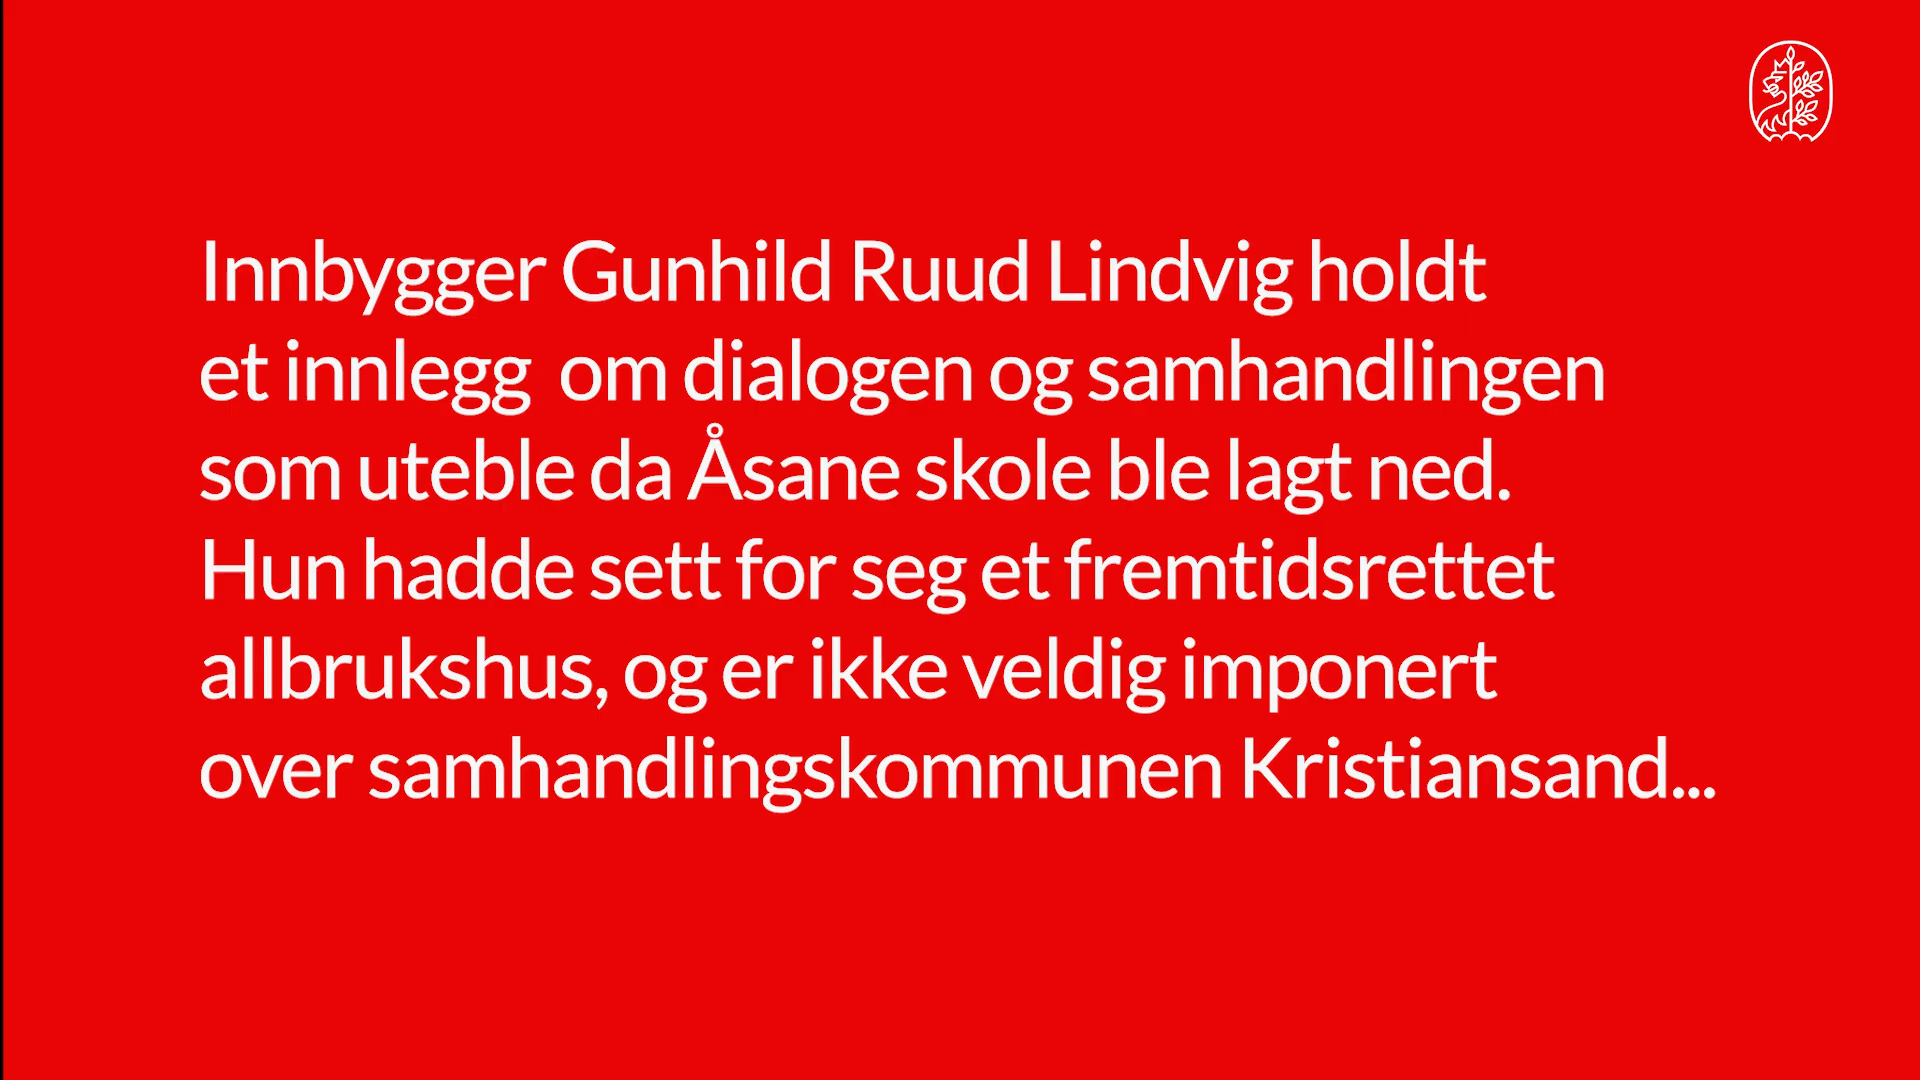 Innbygger Gunhild Ruud Lindvig holdt
et innlegg  om dialogen og samhandlingen
som uteble da Åsane skole ble lagt ned.
Hun hadde sett for seg et fremtidsrettet
allbrukshus, og er ikke veldig imponert
over samhandlingskommunen Kristiansand...